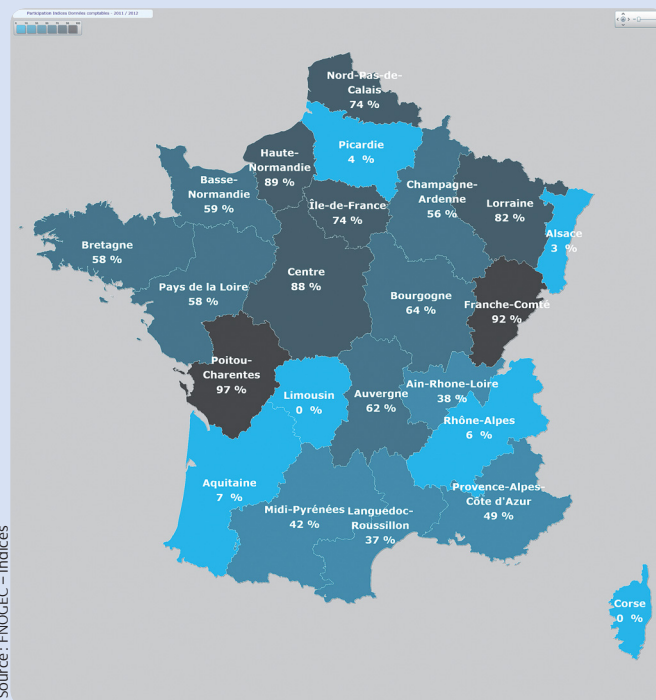 Participation Indices Données comptables - 2011 / 2012
Nord-Pas-de-
Calais
74 %
Picardie
4 %
Haute-
Normandie
89 %
Basse-
Normandie
59 %
Île-de-France
74 %
Champagne-
Ardenne
56 %
Lorraine
82 %
Alsace
3 %
Bretagne
58 %
Pays de la Loire
58 %
Centre
88 %
Bourgogne
64 %
Franche-Comté
92 %
Poitou-
Charentes
97 %
Limousin
0 %
Auvergne
62 %
Ain-Rhone-Loire
38 %
Rhône-Alpes
6 %
Aquitaine
7 %
Midi-Pyrénées
42 %
Languedoc-
Roussillon
37 %
Provence-Alpes-
Côte d'Azur
49 %
Corse
0 %
Source : FNOGEC – Indices